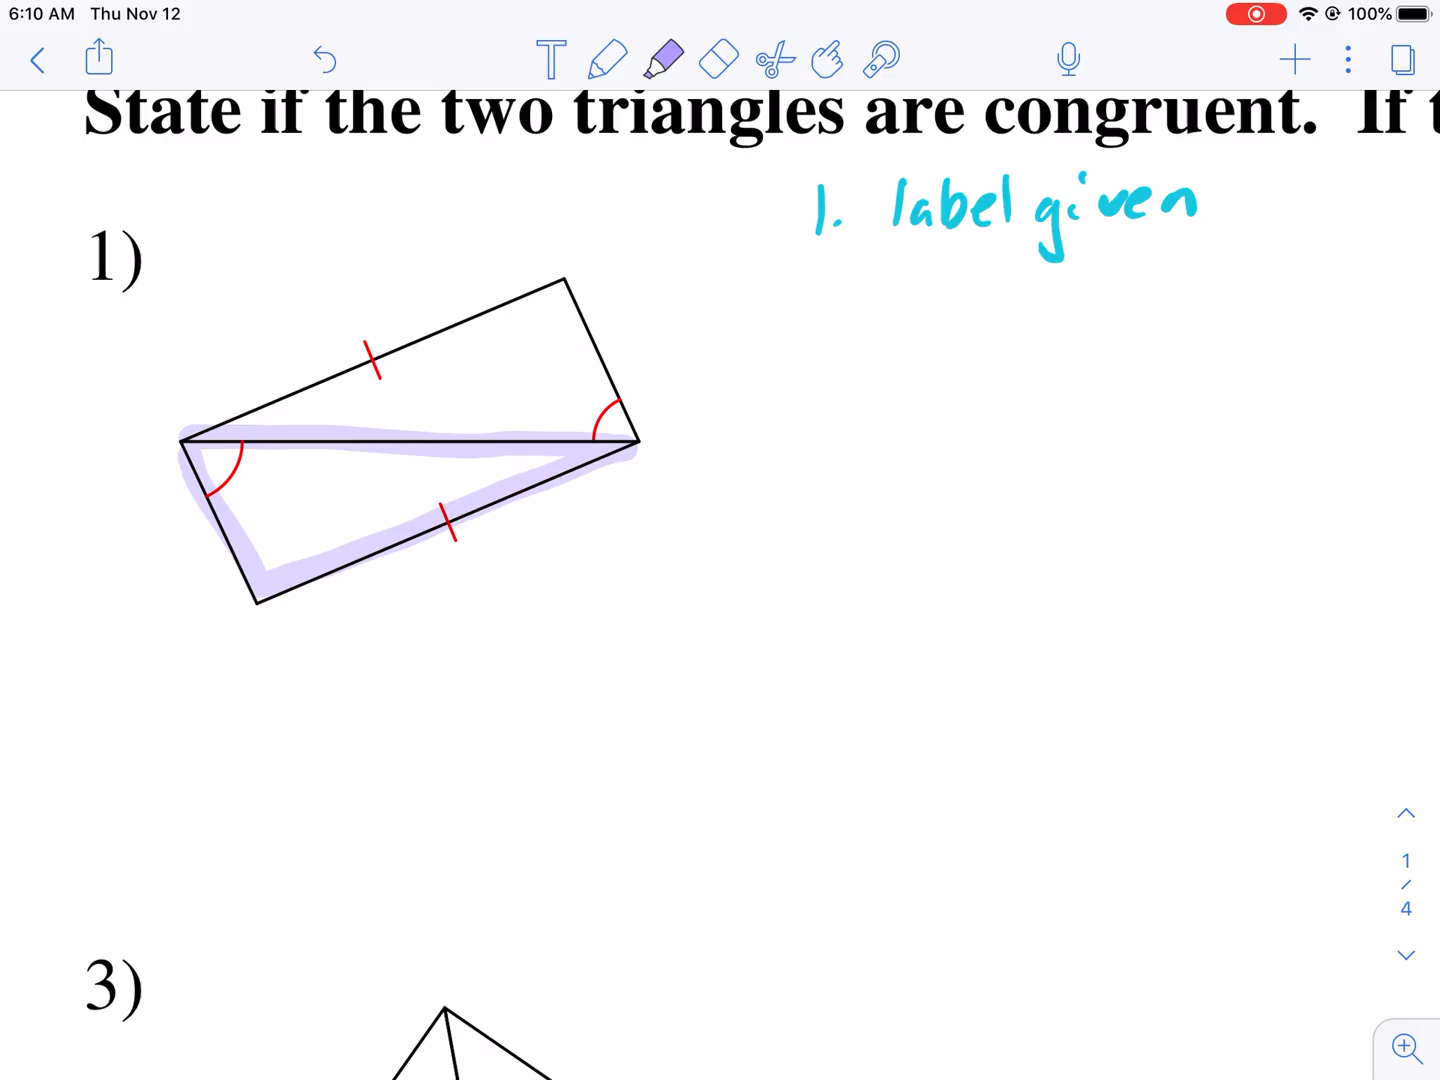 6:10 AM Thu Nov 12
100%
T
State if the two triangles are congruent. If t
1. label given
1)
1
/
4
3)